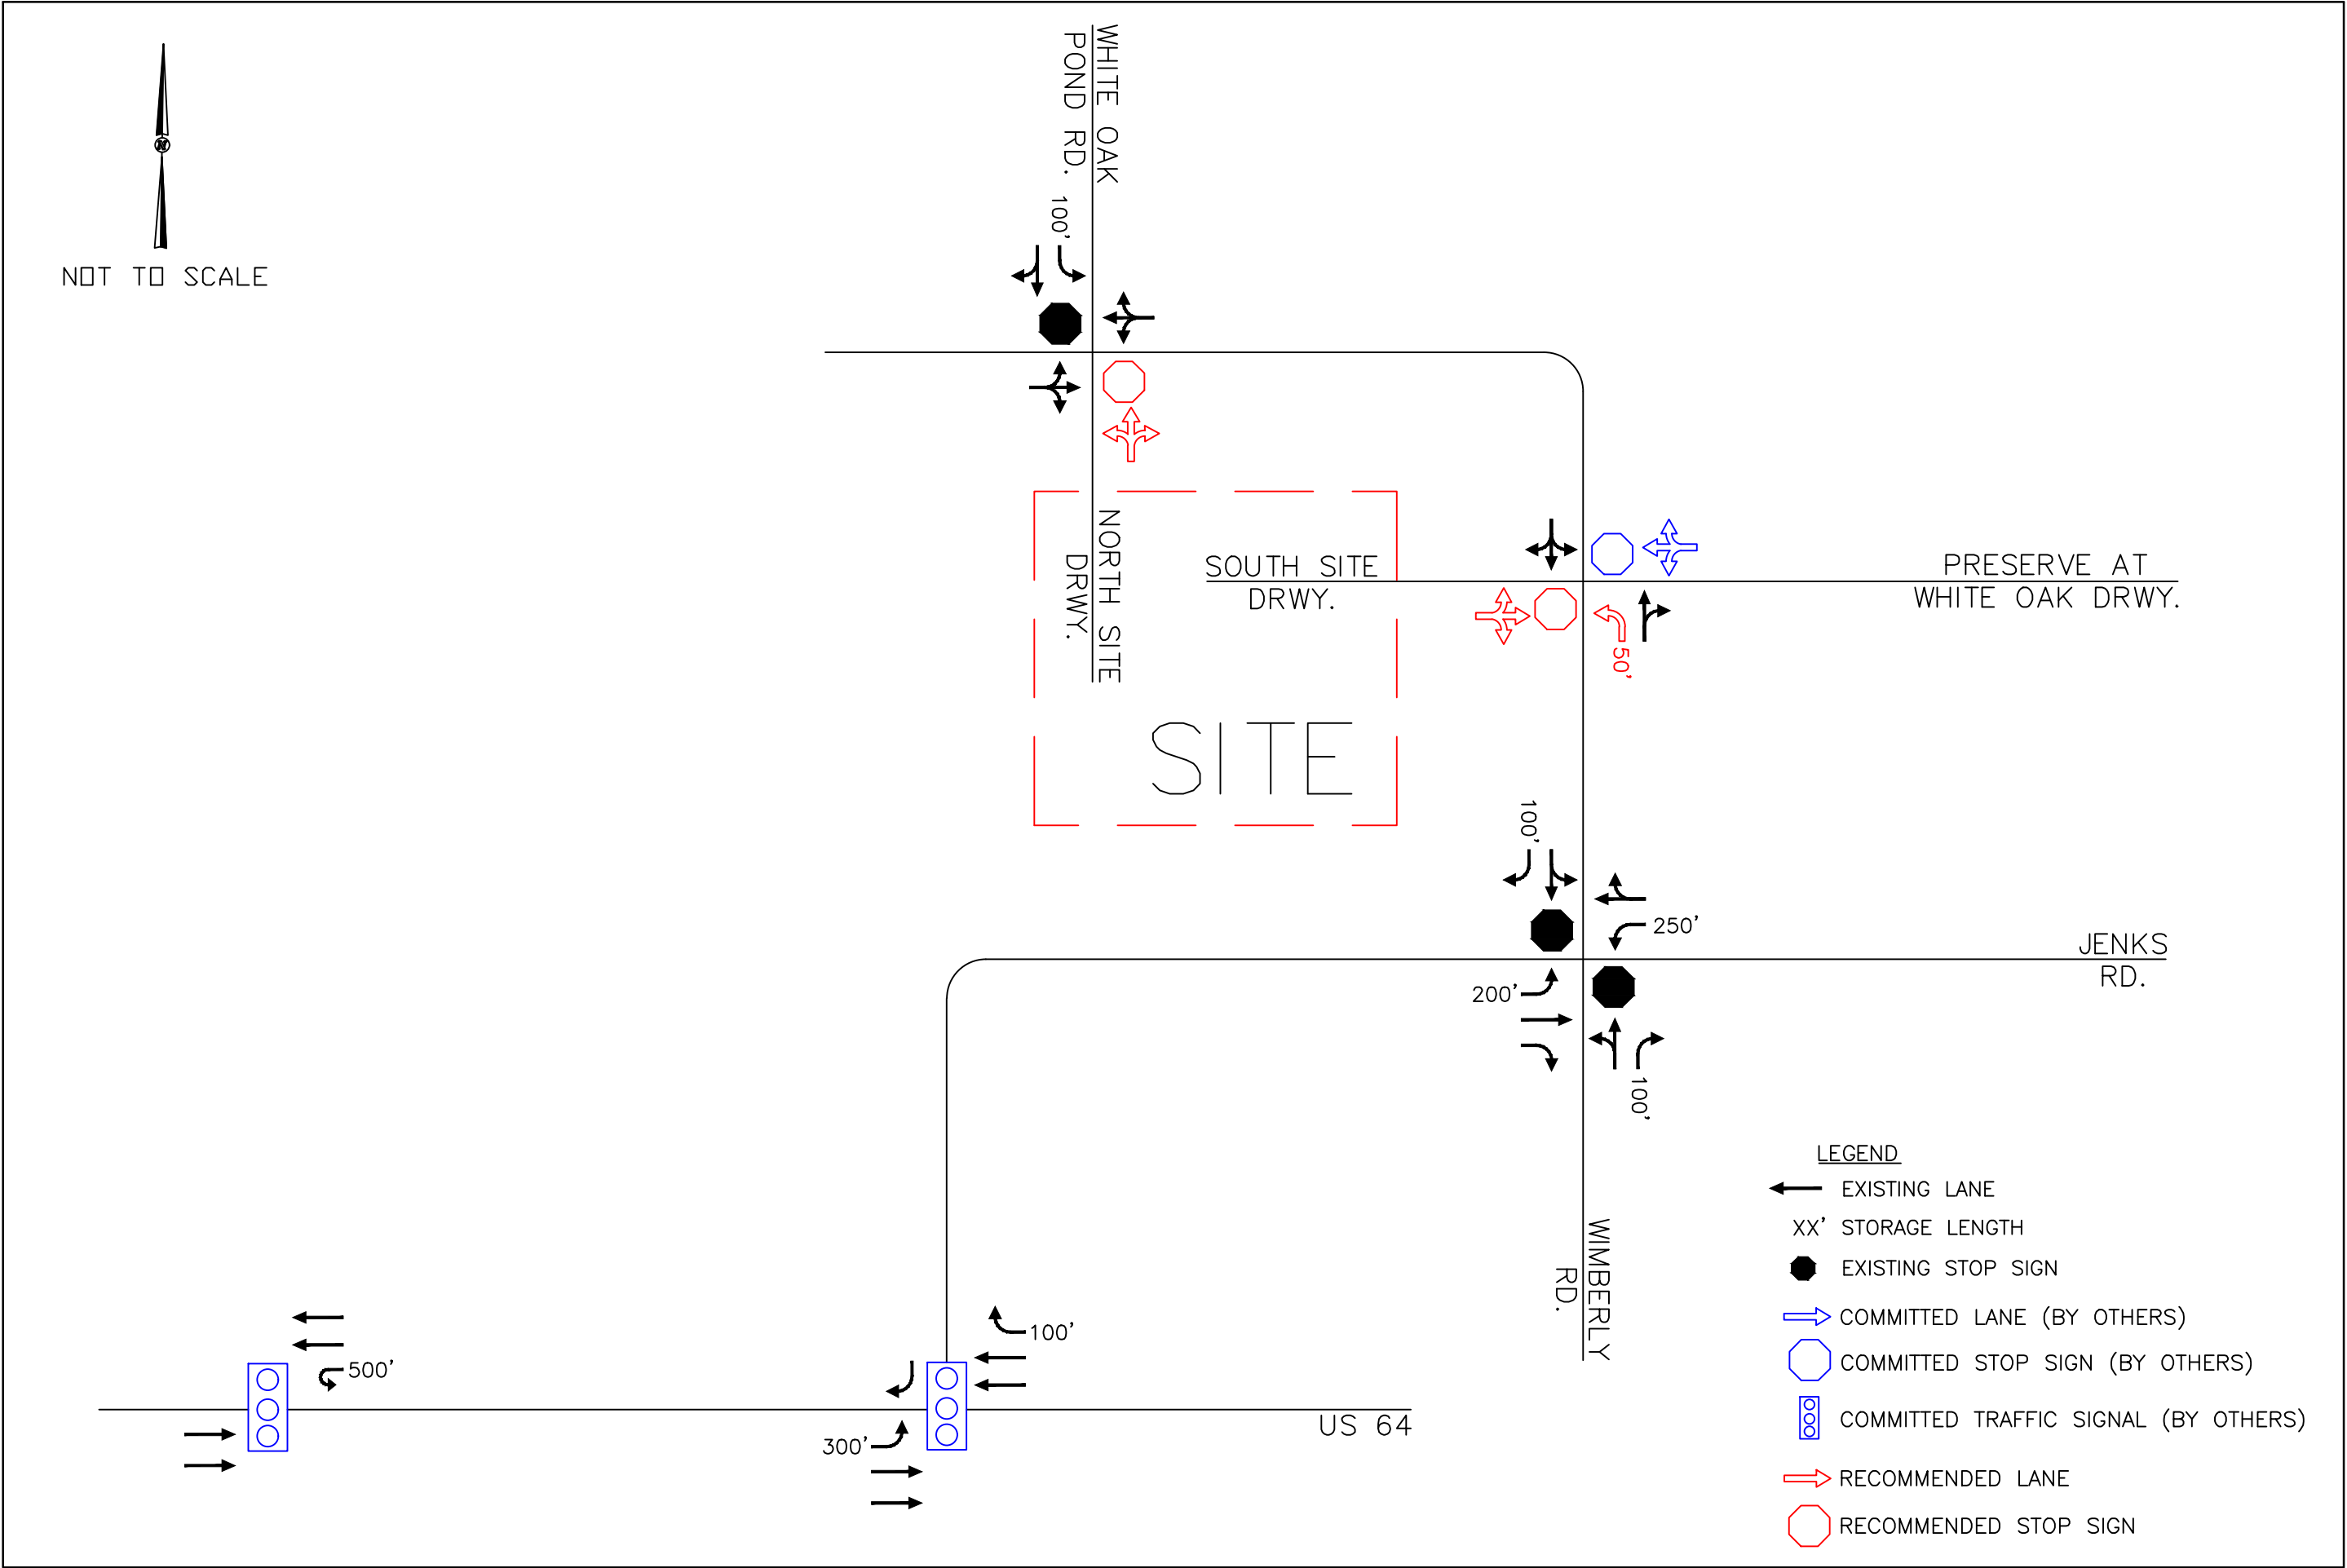 N
NOT TO SCALE
WHITE OAK
POND RD.
100'
NORTH SITE
DRWY.
SOUTH SITE
DRWY.
PRESERVE AT
WHITE OAK DRWY.
50'
SITE
100'
250'
JENKS
RD.
200'
100'
WIMBERLY
RD.
500'
100'
300'
US 64
LEGEND
EXISTING LANE
XX' STORAGE LENGTH
EXISTING STOP SIGN
COMMITTED LANE (BY OTHERS)
COMMITTED STOP SIGN (BY OTHERS)
COMMITTED TRAFFIC SIGNAL (BY OTHERS)
RECOMMENDED LANE
RECOMMENDED STOP SIGN